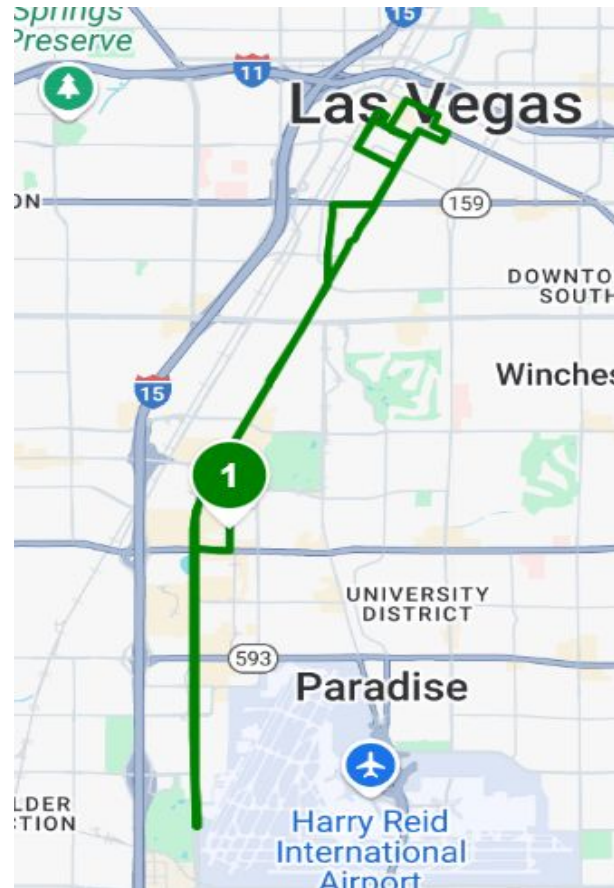 Springs
Preserve
15
11
Las Vegas
ON
159
DOWNTO
SOUTH
Winches
15
1
UNIVERSITY
DISTRICT
593
Paradise
LDER
CTION
Harry Reid
International
Airport